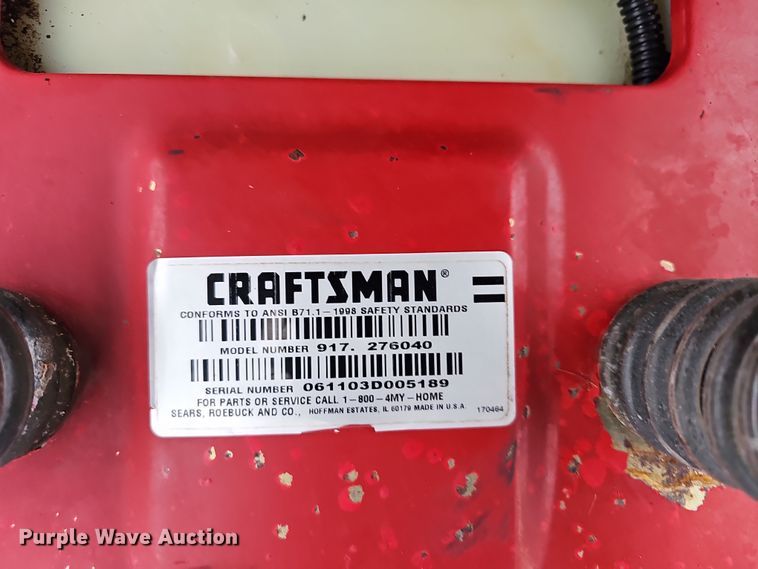 CRAFTSMAN®
CONFORMS TO ANSI B71.1-1998 SAFETY STANDARDS
MODEL NUMBER 917. 276040
SERIAL NUMBER 061103D005189
FOR PARTS OR SERVICE CALL 1-800-4MY-HOME
SEARS, ROEBUCK AND CO., HOFFMAN ESTATES, IL 60179 MADE IN U.S.A. 170464
Purple Wave Auction